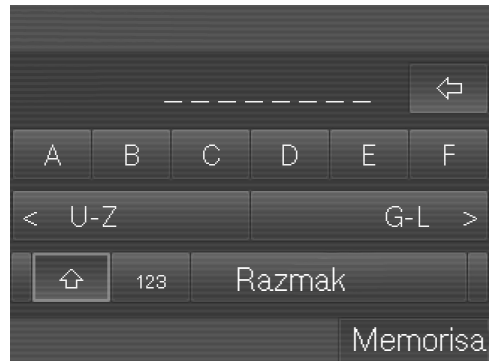 _ _ _ _ _ _ _ _
A B C D E F
< U-Z G-L >
123 Razmak
Memorisa